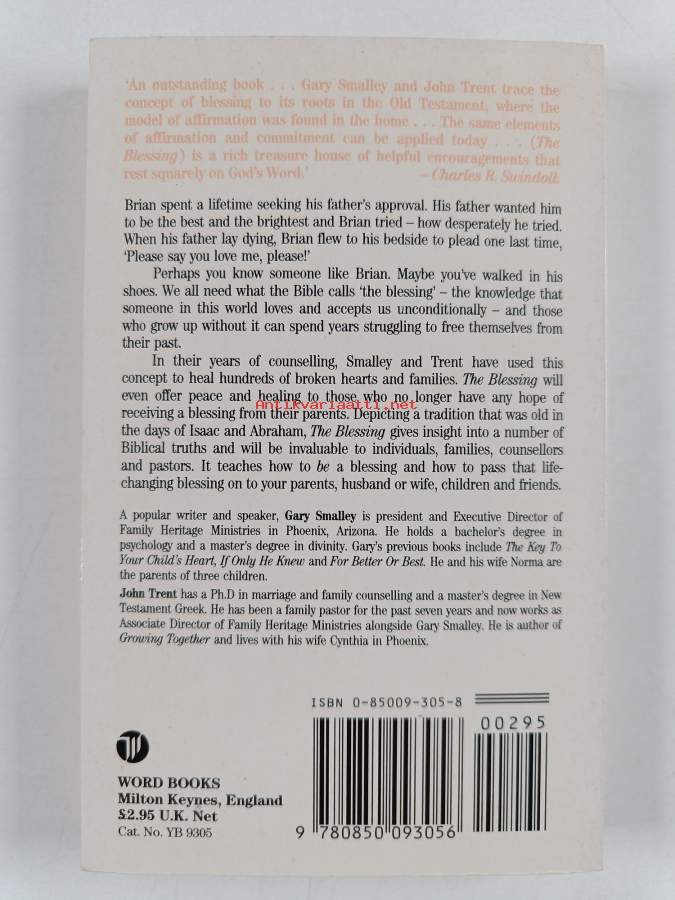 'An outstanding book . . . Gary Smalley and John Trent trace the
concept of blessing to its roots in the Old Testament, where the
model of affirmation was found in the home . . . The same elements
of affirmation and commitment can be applied today . . . (The
Blessing) is a rich treasure house of helpful encouragements that
rest squarely on God's Word.' – Charles R. Swindoll
Brian spent a lifetime seeking his father's approval. His father wanted him
to be the best and the brightest and Brian tried – how desperately he tried.
When his father lay dying, Brian flew to his bedside to plead one last time,
'Please say you love me, please!'
Perhaps you know someone like Brian. Maybe you've walked in his
shoes. We all need what the Bible calls 'the blessing' – the knowledge that
someone in this world loves and accepts us unconditionally – and those
who grow up without it can spend years struggling to free themselves from
their past.
In their years of counselling, Smalley and Trent have used this
concept to heal hundreds of broken hearts and families. The Blessing will
even offer peace and healing to those who no longer have any hope of
Antikvariaatti.net
receiving a blessing from their parents. Depicting a tradition that was old in
the days of Isaac and Abraham, The Blessing gives insight into a number of
Biblical truths and will be invaluable to individuals, families, counsellors
and pastors. It teaches how to be a blessing and how to pass that life-
changing blessing on to your parents, husband or wife, children and friends.
A popular writer and speaker, Gary Smalley is president and Executive Director of
Family Heritage Ministries in Phoenix, Arizona. He holds a bachelor's degree in
psychology and a master's degree in divinity. Gary's previous books include The Key To
Your Child's Heart, If Only He Knew and For Better Or Best. He and his wife Norma are
the parents of three children.
John Trent has a Ph.D in marriage and family counselling and a master's degree in New
Testament Greek. He has been a family pastor for the past seven years and now works as
Associate Director of Family Heritage Ministries alongside Gary Smalley. He is author of
Growing Together and lives with his wife Cynthia in Phoenix.
ISBN 0-85009-305-8
00295
WORD BOOKS
Milton Keynes, England
£2.95 U.K. Net
Cat. No. YB 9305
9 780850 093056